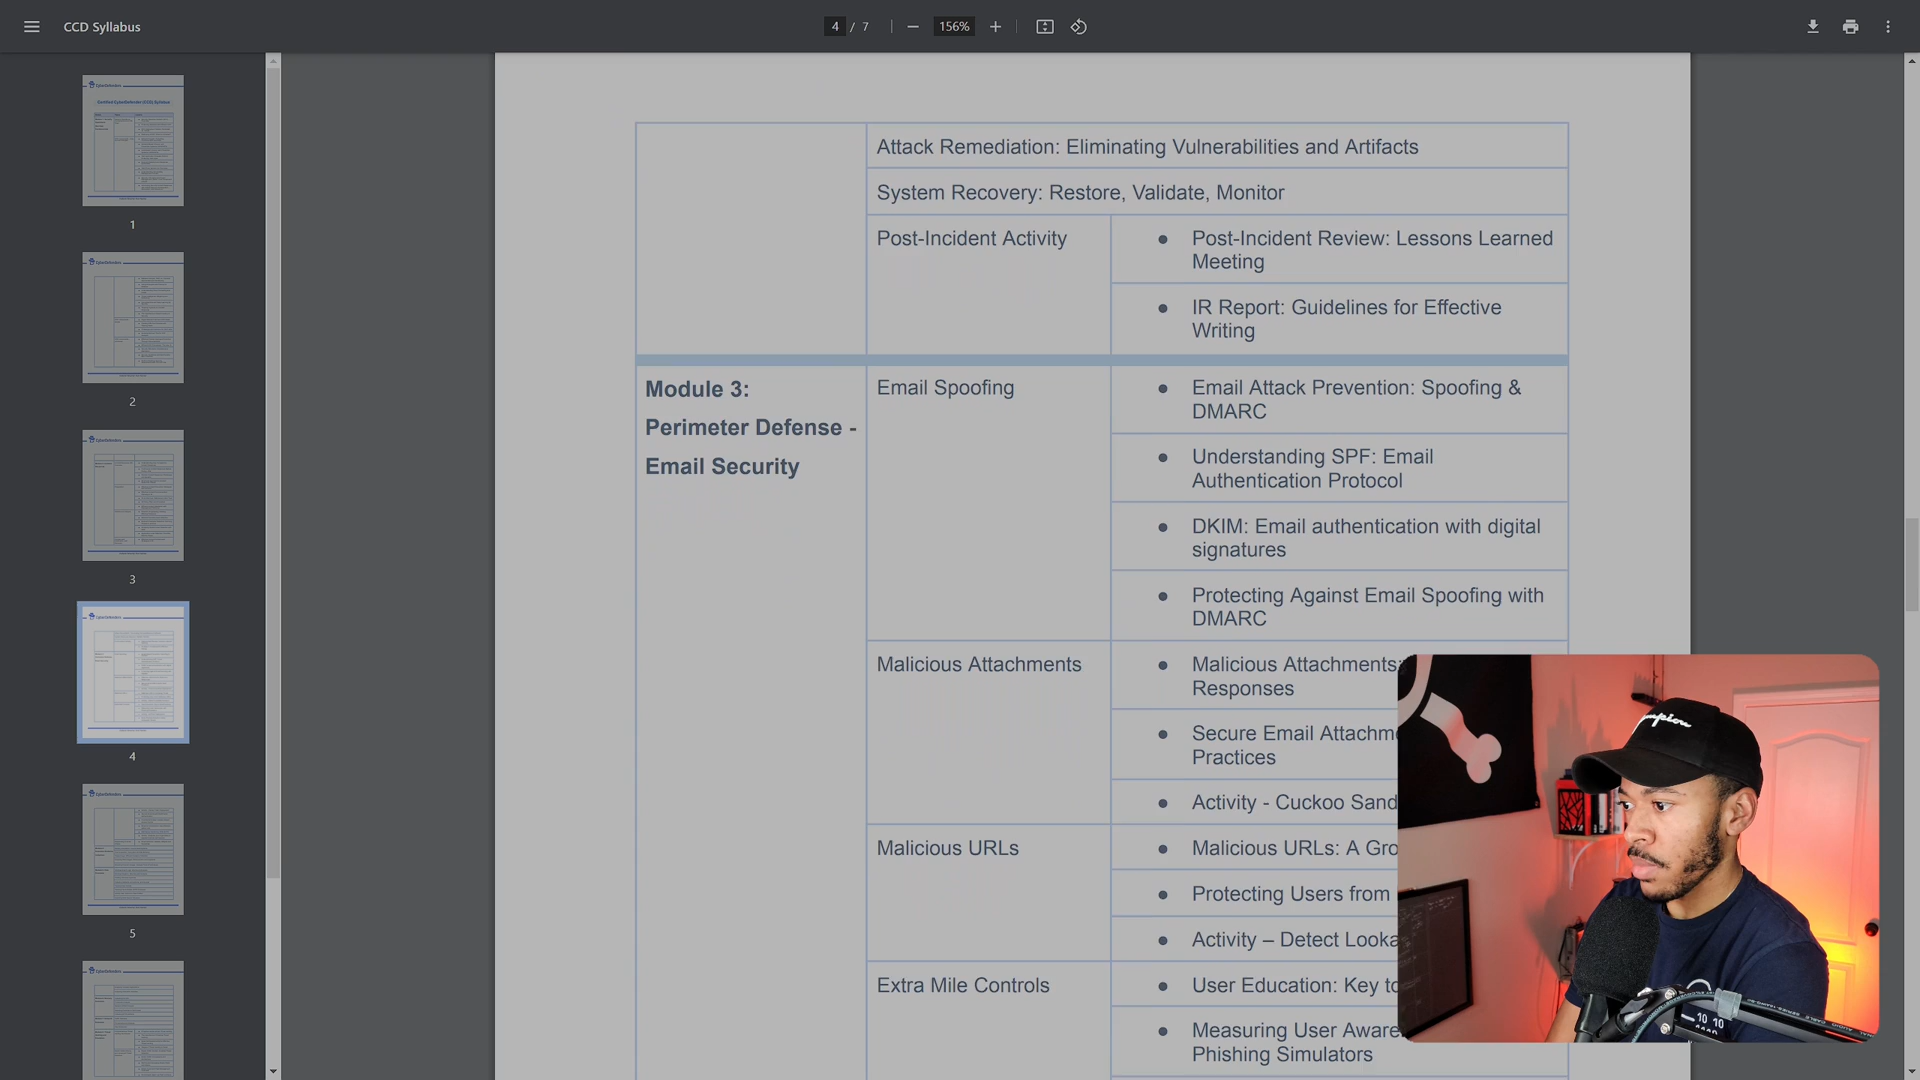 CCD Syllabus
4 / 7
156%
1
2
3
4
5
Attack Remediation: Eliminating Vulnerabilities and Artifacts
System Recovery: Restore, Validate, Monitor
Post-Incident Activity
Post-Incident Review: Lessons Learned
Meeting
IR Report: Guidelines for Effective
Writing
Module 3:
Perimeter Defense -
Email Security
Email Spoofing
Email Attack Prevention: Spoofing &
DMARC
Understanding SPF: Email
Authentication Protocol
DKIM: Email authentication with digital
signatures
Protecting Against Email Spoofing with
DMARC
Malicious Attachments
Malicious Attachments:
Responses
Secure Email
Practices
Activity - Cuckoo
Malicious URLs
Malicious URLs: A
Protecting Users from
Activity – Detect
Extra Mile Controls
User Education: Key to
Measuring User
Phishing Simulators